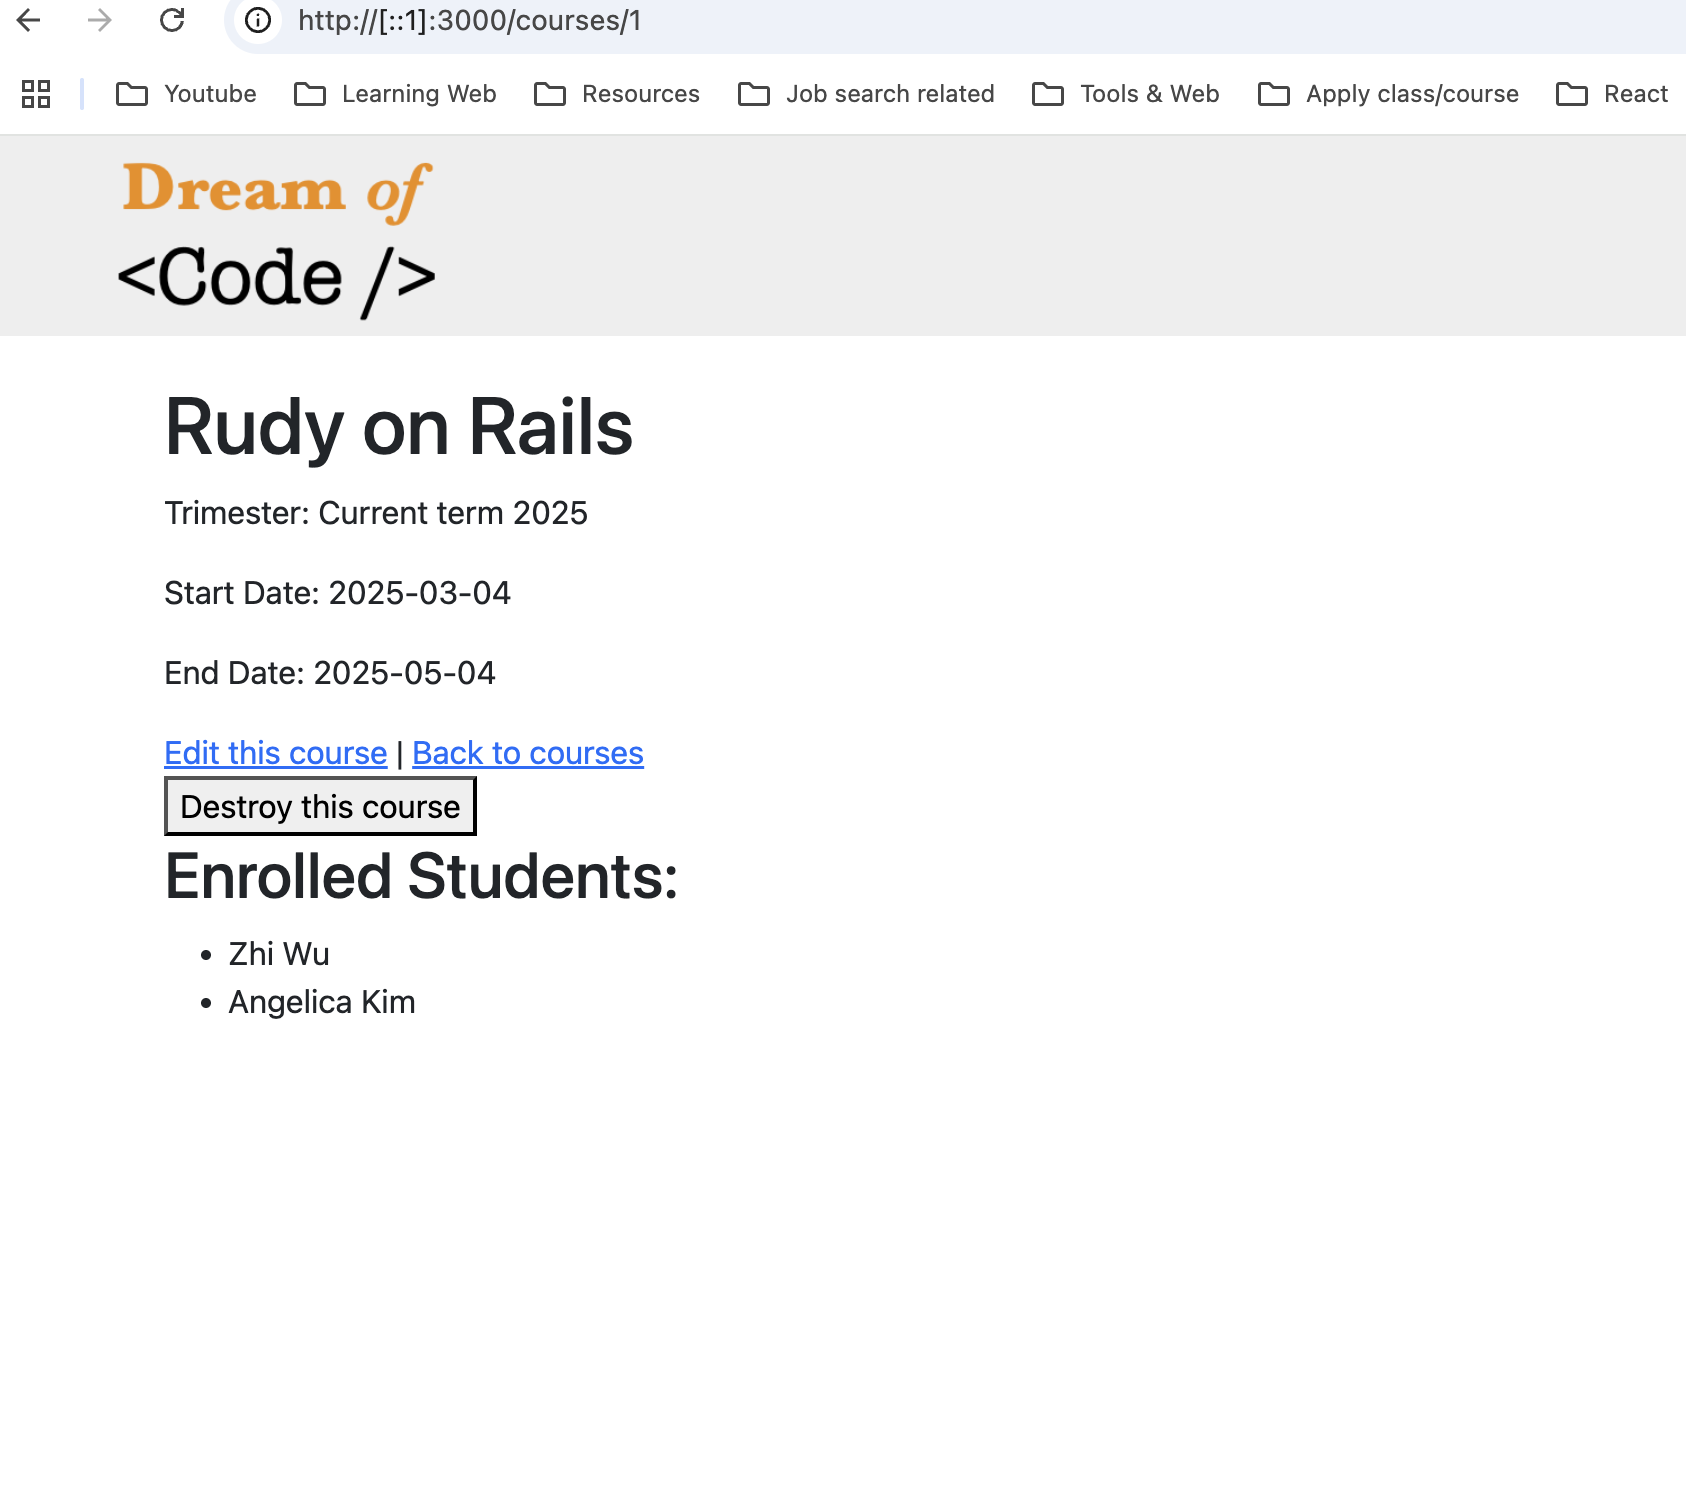 http://[::1]:3000/courses/1
Youtube Learning Web Resources Job search related Tools & Web Apply class/course React
Dream of
<Code />
Rudy on Rails
Trimester: Current term 2025
Start Date: 2025-03-04
End Date: 2025-05-04
Edit this course | Back to courses
Destroy this course
Enrolled Students:
• Zhi Wu
• Angelica Kim